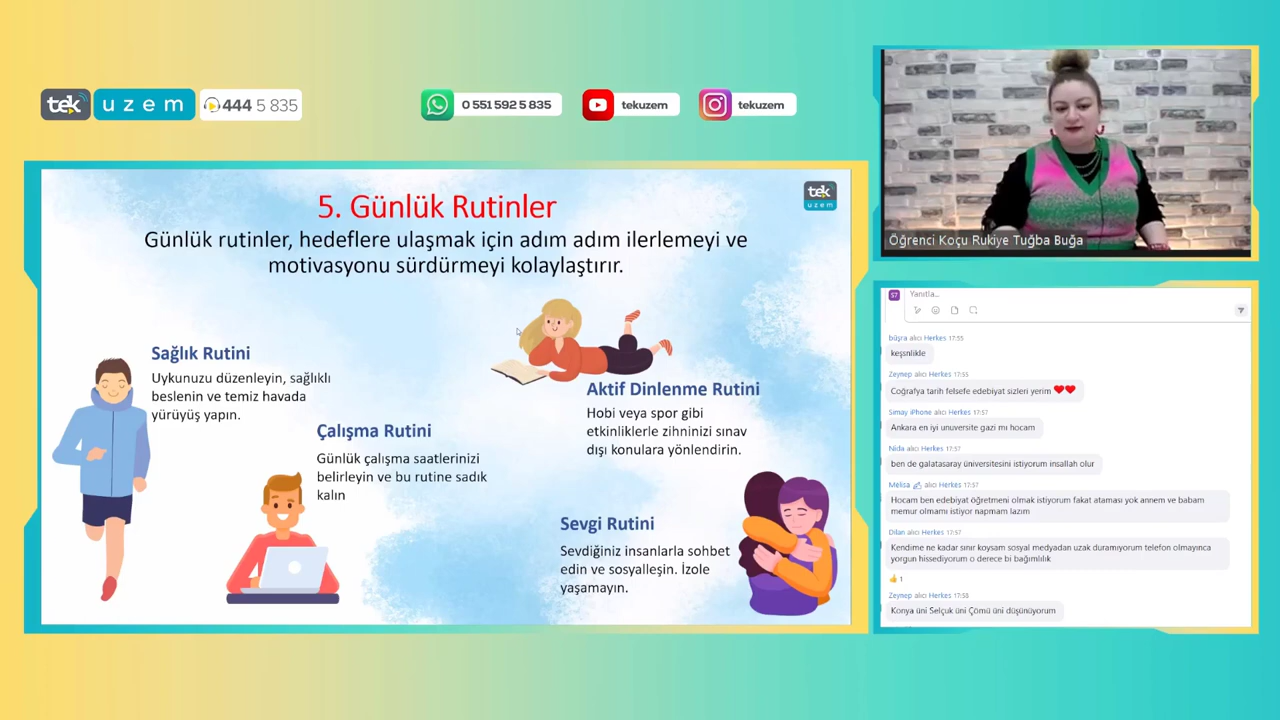 tek uzem 444 5 835
0 551 592 5 835
tekuzem
tekuzem
tek
uzem
5. Günlük Rutinler
Günlük rutinler, hedeflere ulaşmak için adım adım ilerlemeyi ve
motivasyonu sürdürmeyi kolaylaştırır.
Sağlık Rutini
Uykunuzu düzenleyin, sağlıklı
beslenin ve temiz havada
yürüyüş yapın.
Çalışma Rutini
Günlük çalışma saatlerinizi
belirleyin ve bu rutine sadık
kalın
Aktif Dinlenme Rutini
Hobi veya spor gibi
etkinliklerle zihninizi sınav
dışı konulara yönlendirin.
Sevgi Rutini
Sevdiğiniz insanlarla sohbet
edin ve sosyalleşin. İzole
yaşamayın.
Öğrenci Koçu Rukiye Tuğba Buğa
Yanıtla...
büşra alıcı Herkes 17:55
keşsnlikle
Zeynep alıcı Herkes 17:55
Coğrafya tarih felsefe edebiyat sizleri yerim
Sımay iPhone alıcı Herkes 17:57
Ankara en iyi unuversite gazi mı hocam
Nida alıcı Herkes 17:57
ben de galatasaray üniversitesini istiyorum insallah olur
Melisa alıcı Herkes 17:57
Hocam ben edebiyat öğretmeni olmak istiyorum fakat ataması yok annem ve babam
memur olmamı istiyor napmam lazım
Dilan alıcı Herkes 17:57
Kendime ne kadar sınır koysam sosyal medyadan uzak duramıyorum telefon olmayınca
yorgun hissediyorum o derece bi bağımlılık
1
Zeynep alıcı Herkes 17:58
Konya üni Selçuk üni Çömü üni düşünüyorum